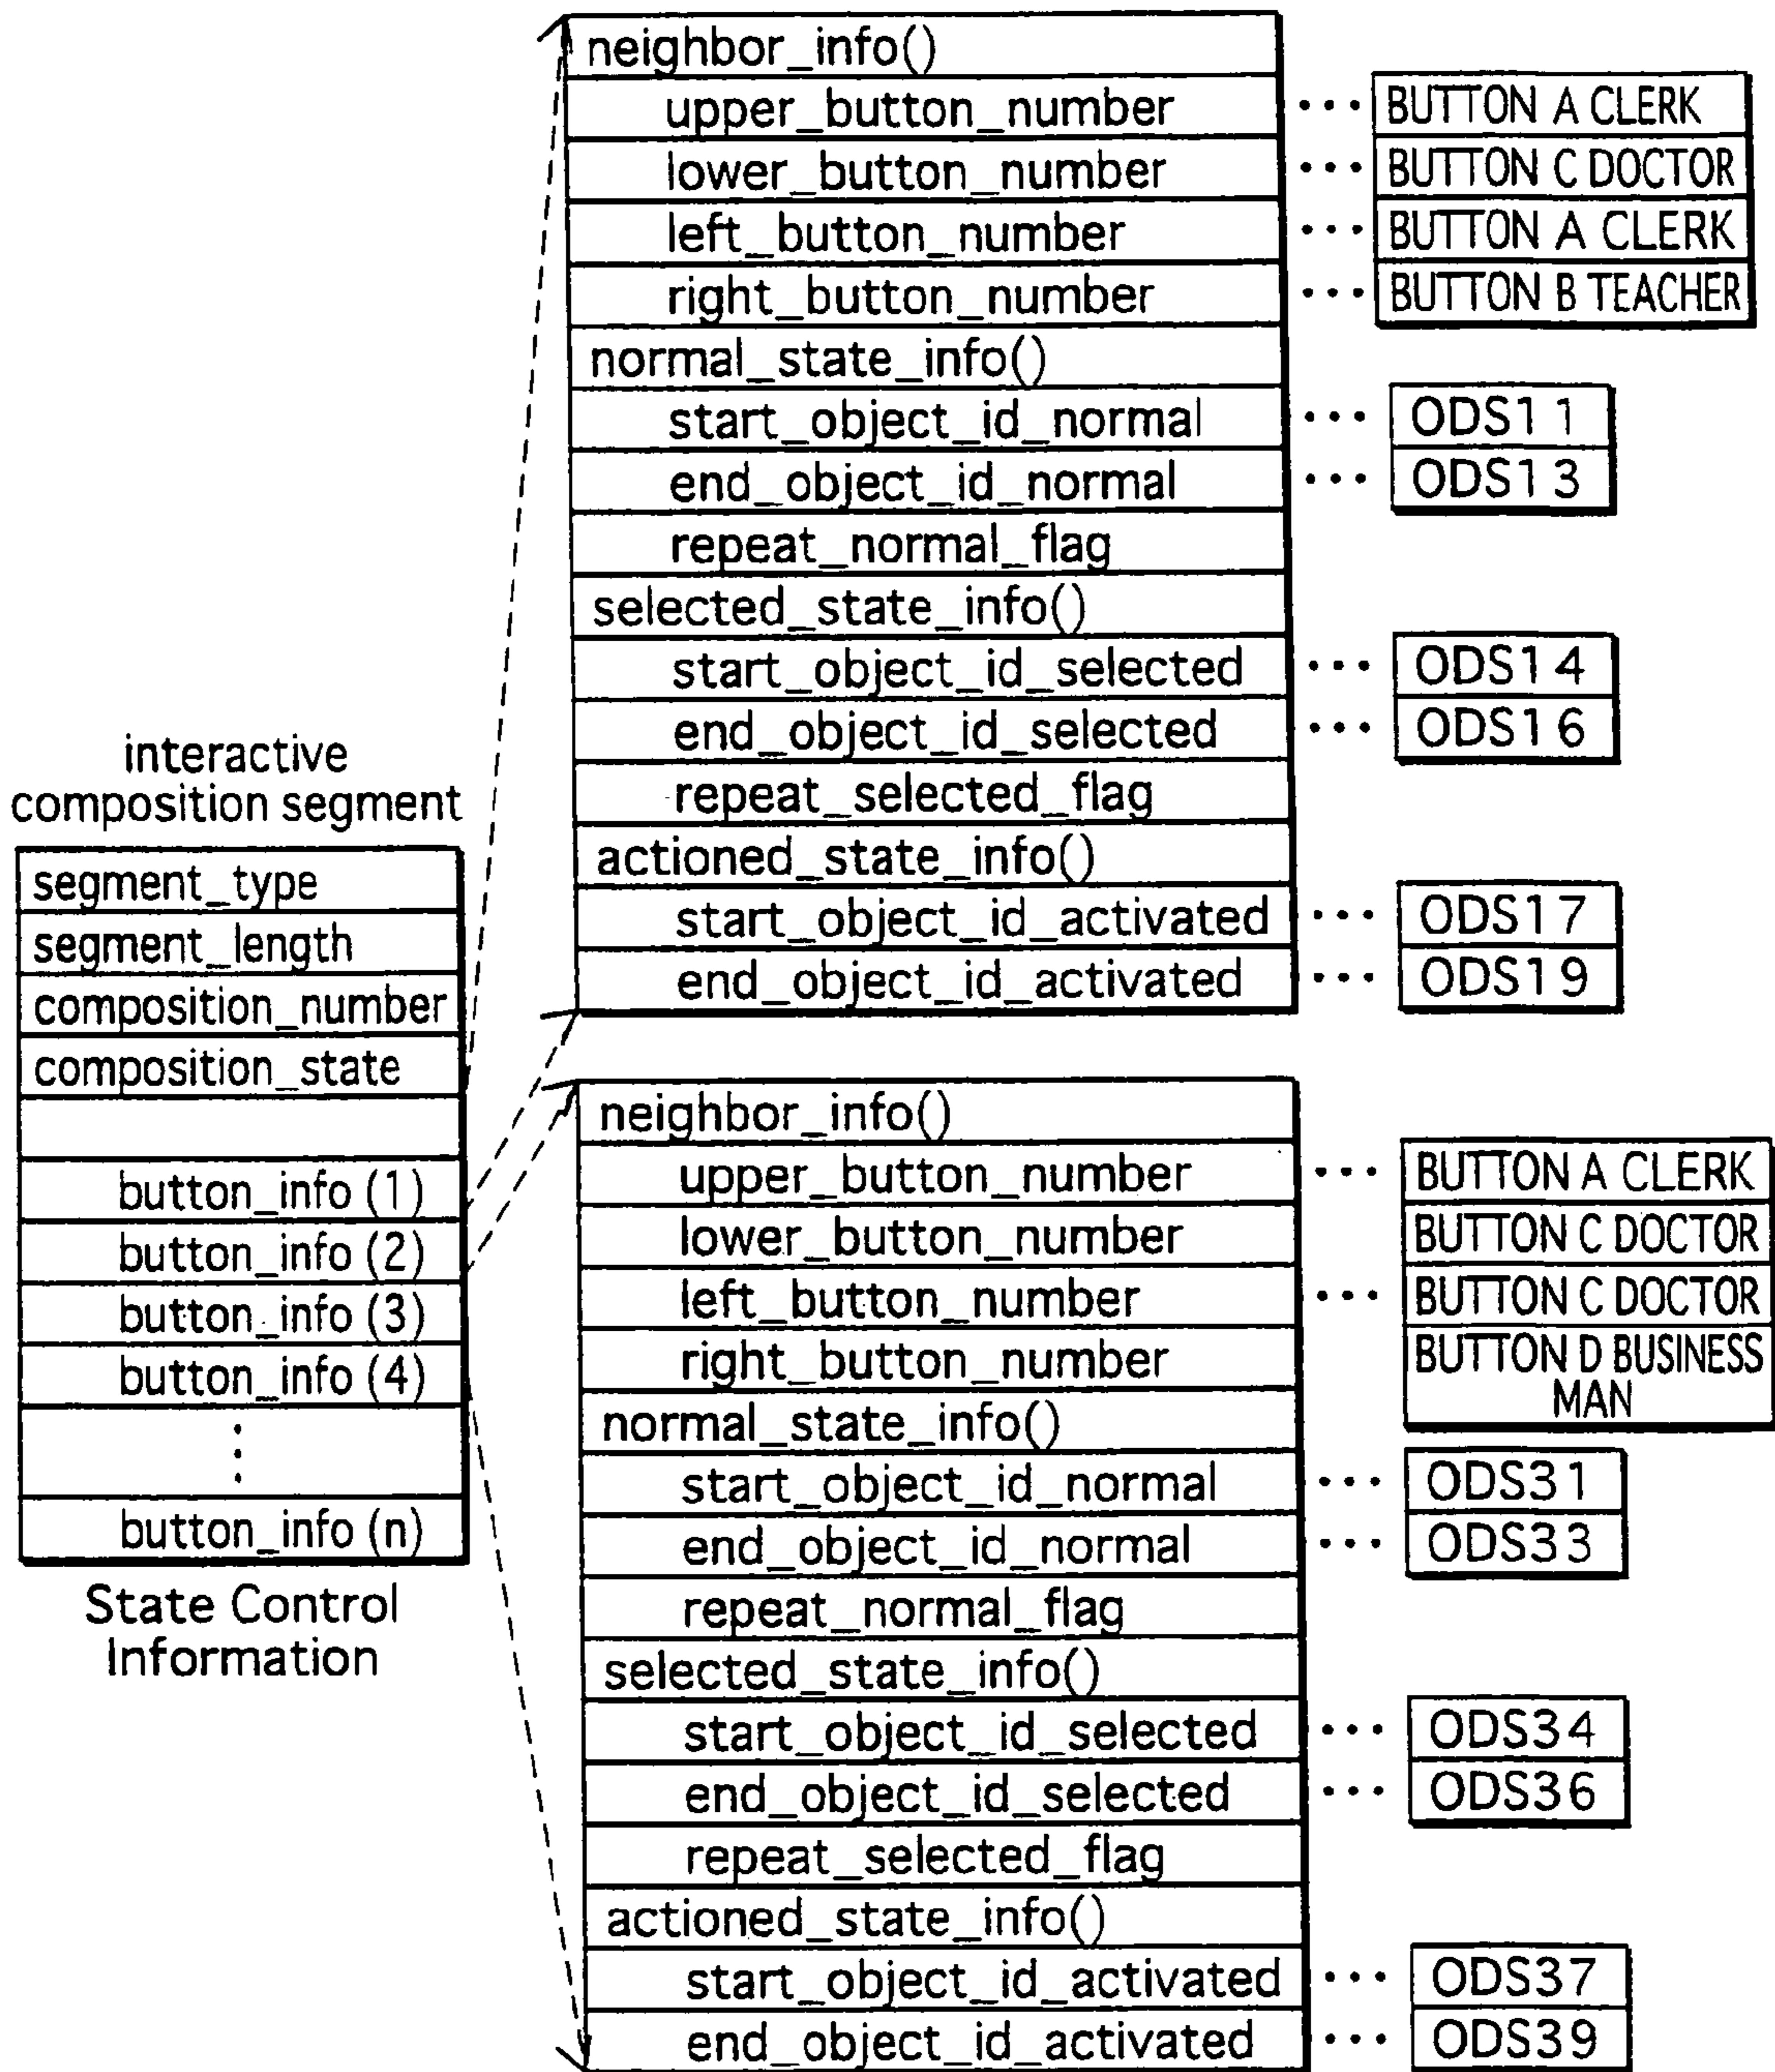 neighbor_info()
upper_button_number ··· BUTTON A CLERK
lower_button_number ··· BUTTON C DOCTOR
left_button_number ··· BUTTON A CLERK
right_button_number ··· BUTTON B TEACHER
normal_state_info()
start_object_id_normal ··· ODS11
end_object_id_normal ··· ODS13
repeat_normal_flag
selected_state_info()
start_object_id_selected ··· ODS14
end_object_id_selected ··· ODS16
repeat_selected_flag
actioned_state_info()
start_object_id_activated ··· ODS17
end_object_id_activated ··· ODS19
interactive
composition segment
segment_type
segment_length
composition_number
composition_state
button_info (1)
button_info (2)
button_info (3)
button_info (4)
⋮
button_info (n)
State Control
Information
neighbor_info()
upper_button_number ··· BUTTON A CLERK
lower_button_number BUTTON C DOCTOR
left_button_number ··· BUTTON C DOCTOR
right_button_number BUTTON D BUSINESS
MAN
normal_state_info()
start_object_id_normal ··· ODS31
end_object_id_normal ··· ODS33
repeat_normal_flag
selected_state_info()
start_object_id_selected ··· ODS34
end_object_id_selected ··· ODS36
repeat_selected_flag
actioned_state_info()
start_object_id_activated ··· ODS37
end_object_id_activated ··· ODS39